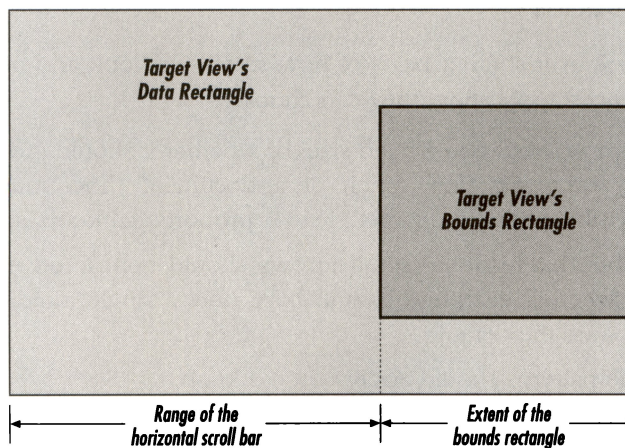 Target View's
Data Rectangle
Target View's
Bounds Rectangle
Range of the
horizontal scroll bar
Extent of the
bounds rectangle